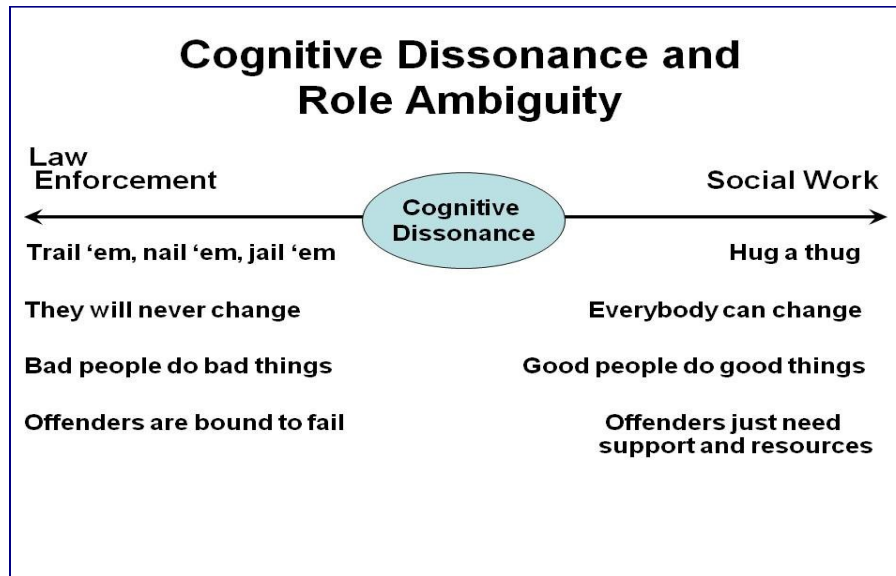 Cognitive Dissonance and
Role Ambiguity
Law
Enforcement
Social Work
Cognitive
Dissonance
Trail ‘em, nail ‘em, jail ‘em
Hug a thug
They will never change
Everybody can change
Bad people do bad things
Good people do good things
Offenders are bound to fail
Offenders just need
support and resources